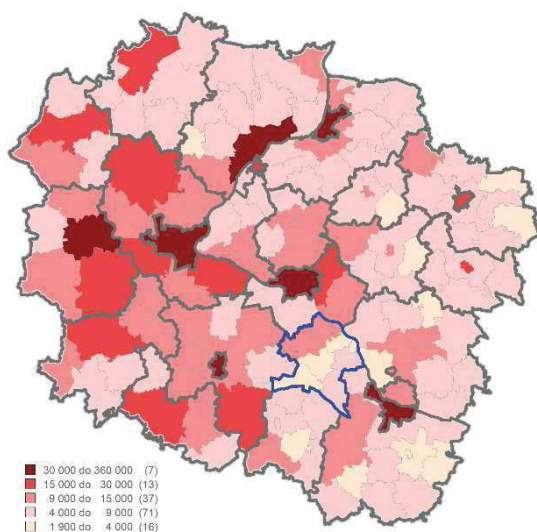 30 000 do 360 000 (7)
15 000 do 30 000 (13)
9 000 do 15 000 (37)
4 000 do 9 000 (71)
1 900 do 4 000 (16)